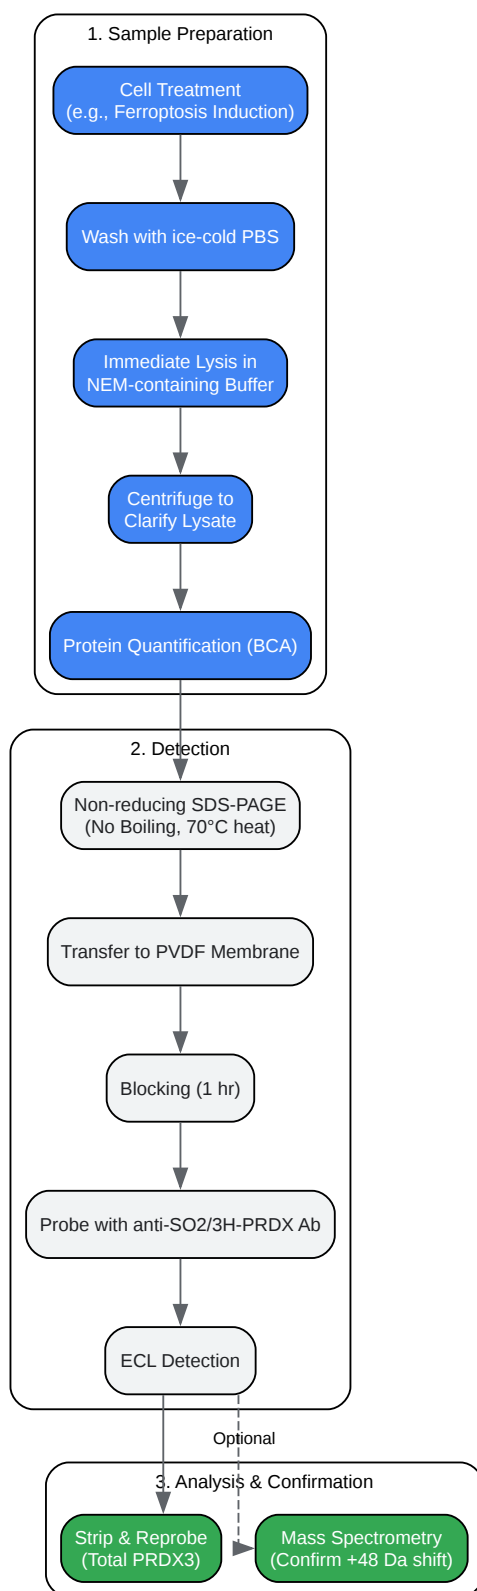 1. Sample Preparation
Cell Treatment
(e.g., Ferroptosis Induction)
Wash with ice-cold PBS
Immediate Lysis in
NEM-containing Buffer
Centrifuge to
Clarify Lysate
Protein Quantification (BCA)
2. Detection
Non-reducing SDS-PAGE
(No Boiling, 70°C heat)
Transfer to PVDF Membrane
Blocking (1 hr)
Probe with anti-SO2/3H-PRDX Ab
ECL Detection
Optional
3. Analysis & Confirmation
Strip & Reprobe
(Total PRDX3)
Mass Spectrometry
(Confirm +48 Da shift)